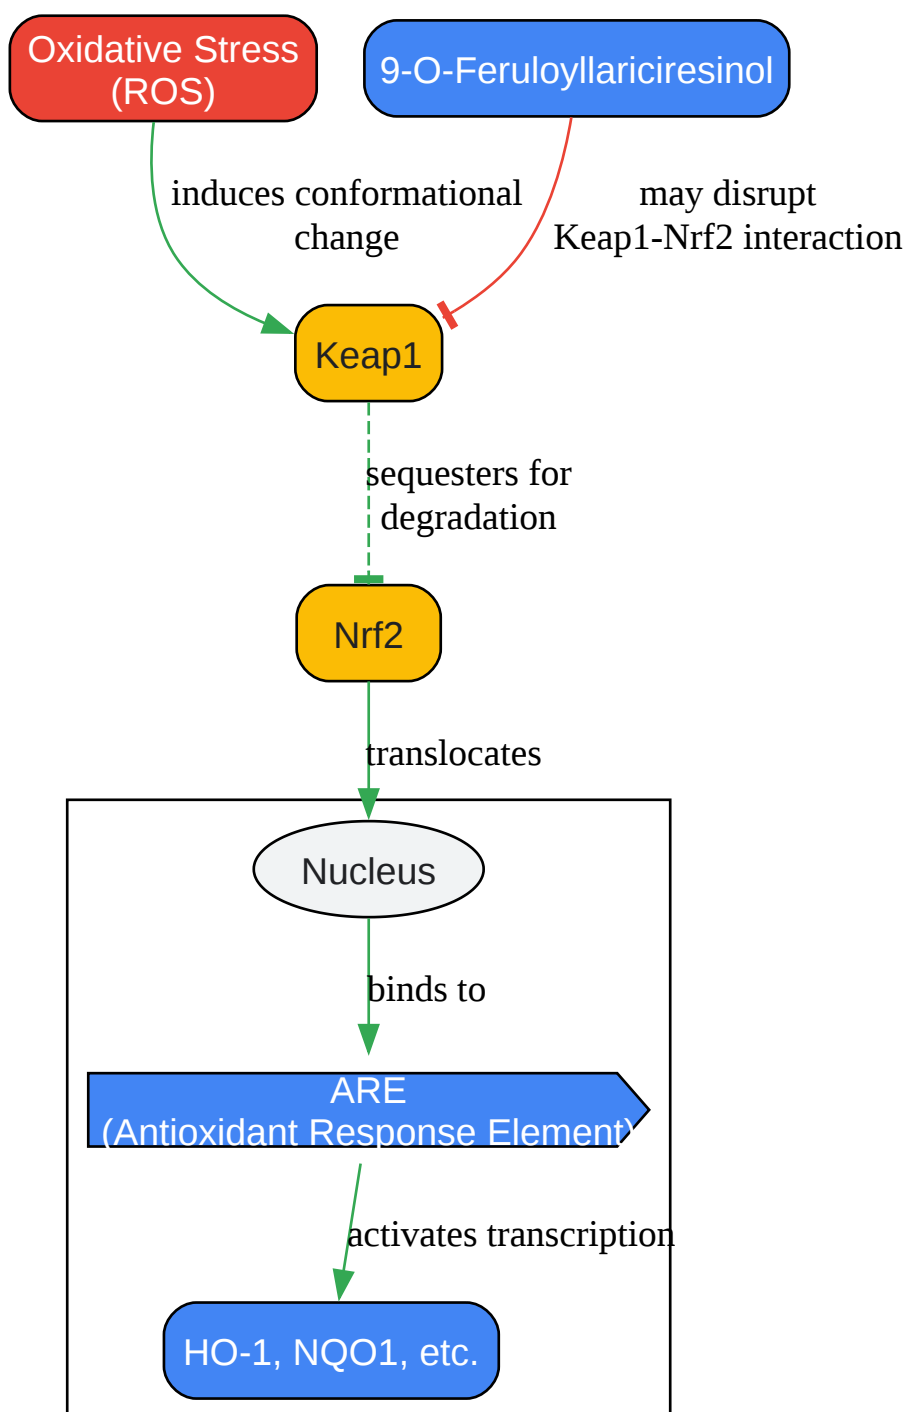 Oxidative Stress
(ROS)
9-O-Feruloyllariciresinol
induces conformational
change
may disrupt
Keap1-Nrf2 interaction
Keap1
sequesters for
degradation
Nrf2
translocates
Nucleus
binds to
ARE
(Antioxidant Response Element)
activates transcription
HO-1, NQO1, etc.